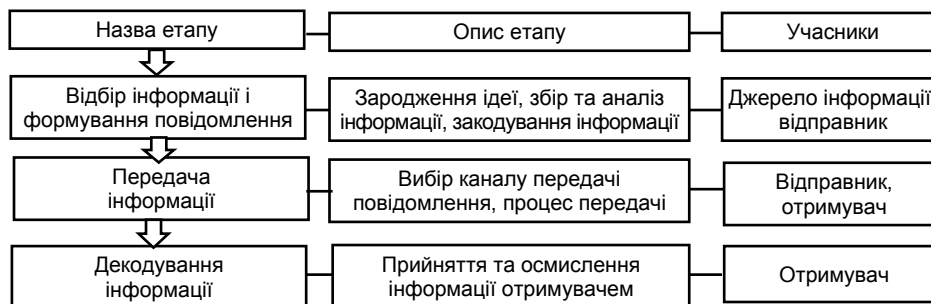 Назва етапу
Опис етапу
Учасники
Відбір інформації і
формування повідомлення
Зародження ідеї, збір та аналіз
інформації, закодування інформації
Джерело інформації
відправник
Передача
інформації
Вибір каналу передачі
повідомлення, процес передачі
Відправник,
отримувач
Декодування
інформації
Прийняття та осмислення
інформації отримувачем
Отримувач